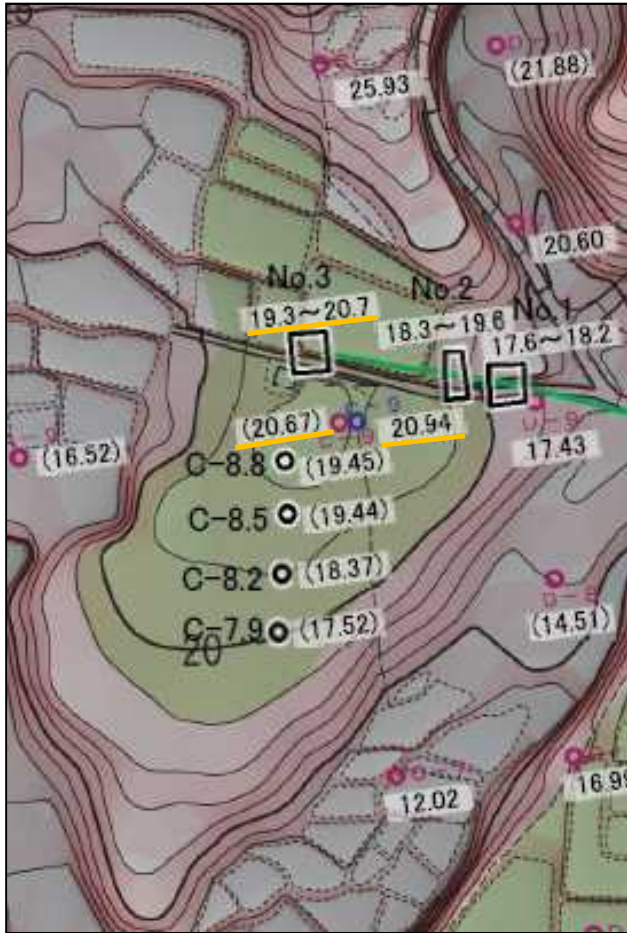 25.93
(21.88)
20.60
No.3
19.3～20.7
No.2
18.3～19.6
No.1
17.6～18.2
(20.67)
20.94
17.43
(16.52)
C-8.8 (19.45)
C-8.5 (19.44)
C-8.2 (18.37)
C-7.9 (17.52)
20
(14.51)
12.02